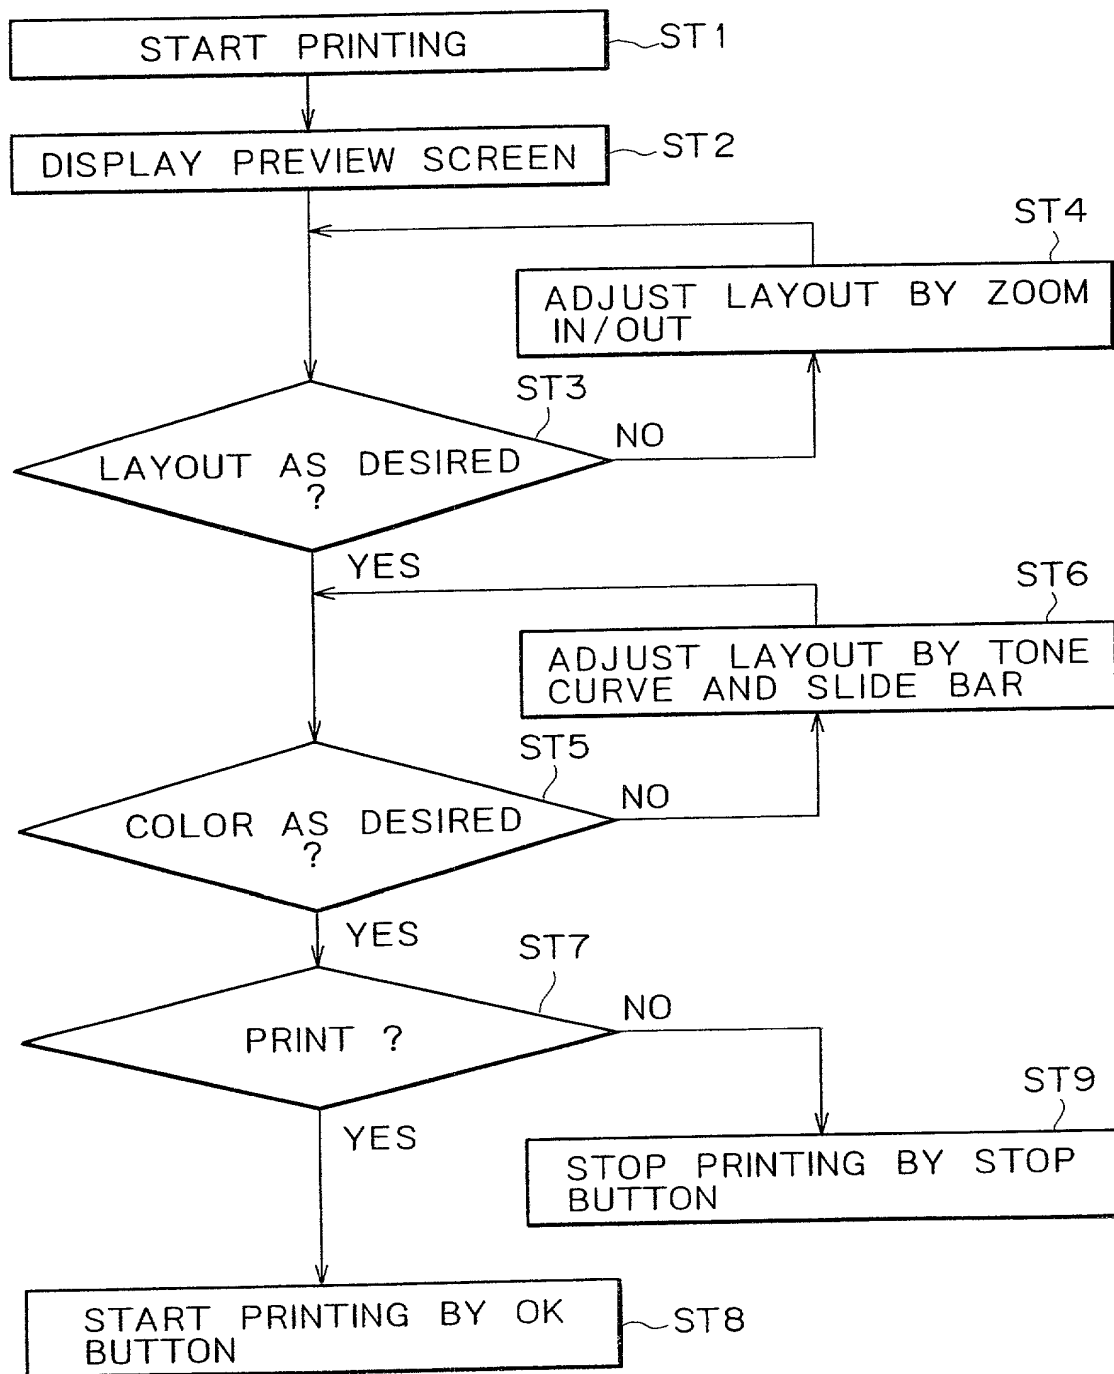 START PRINTING
ST1
DISPLAY PREVIEW SCREEN
ST2
ST4
ADJUST LAYOUT BY ZOOM
IN/OUT
ST3
NO
LAYOUT AS DESIRED
?
YES
ST6
ADJUST LAYOUT BY TONE
CURVE AND SLIDE BAR
ST5
NO
COLOR AS DESIRED
?
YES
ST7
NO
PRINT ?
ST9
YES
STOP PRINTING BY STOP
BUTTON
START PRINTING BY OK
BUTTON
ST8